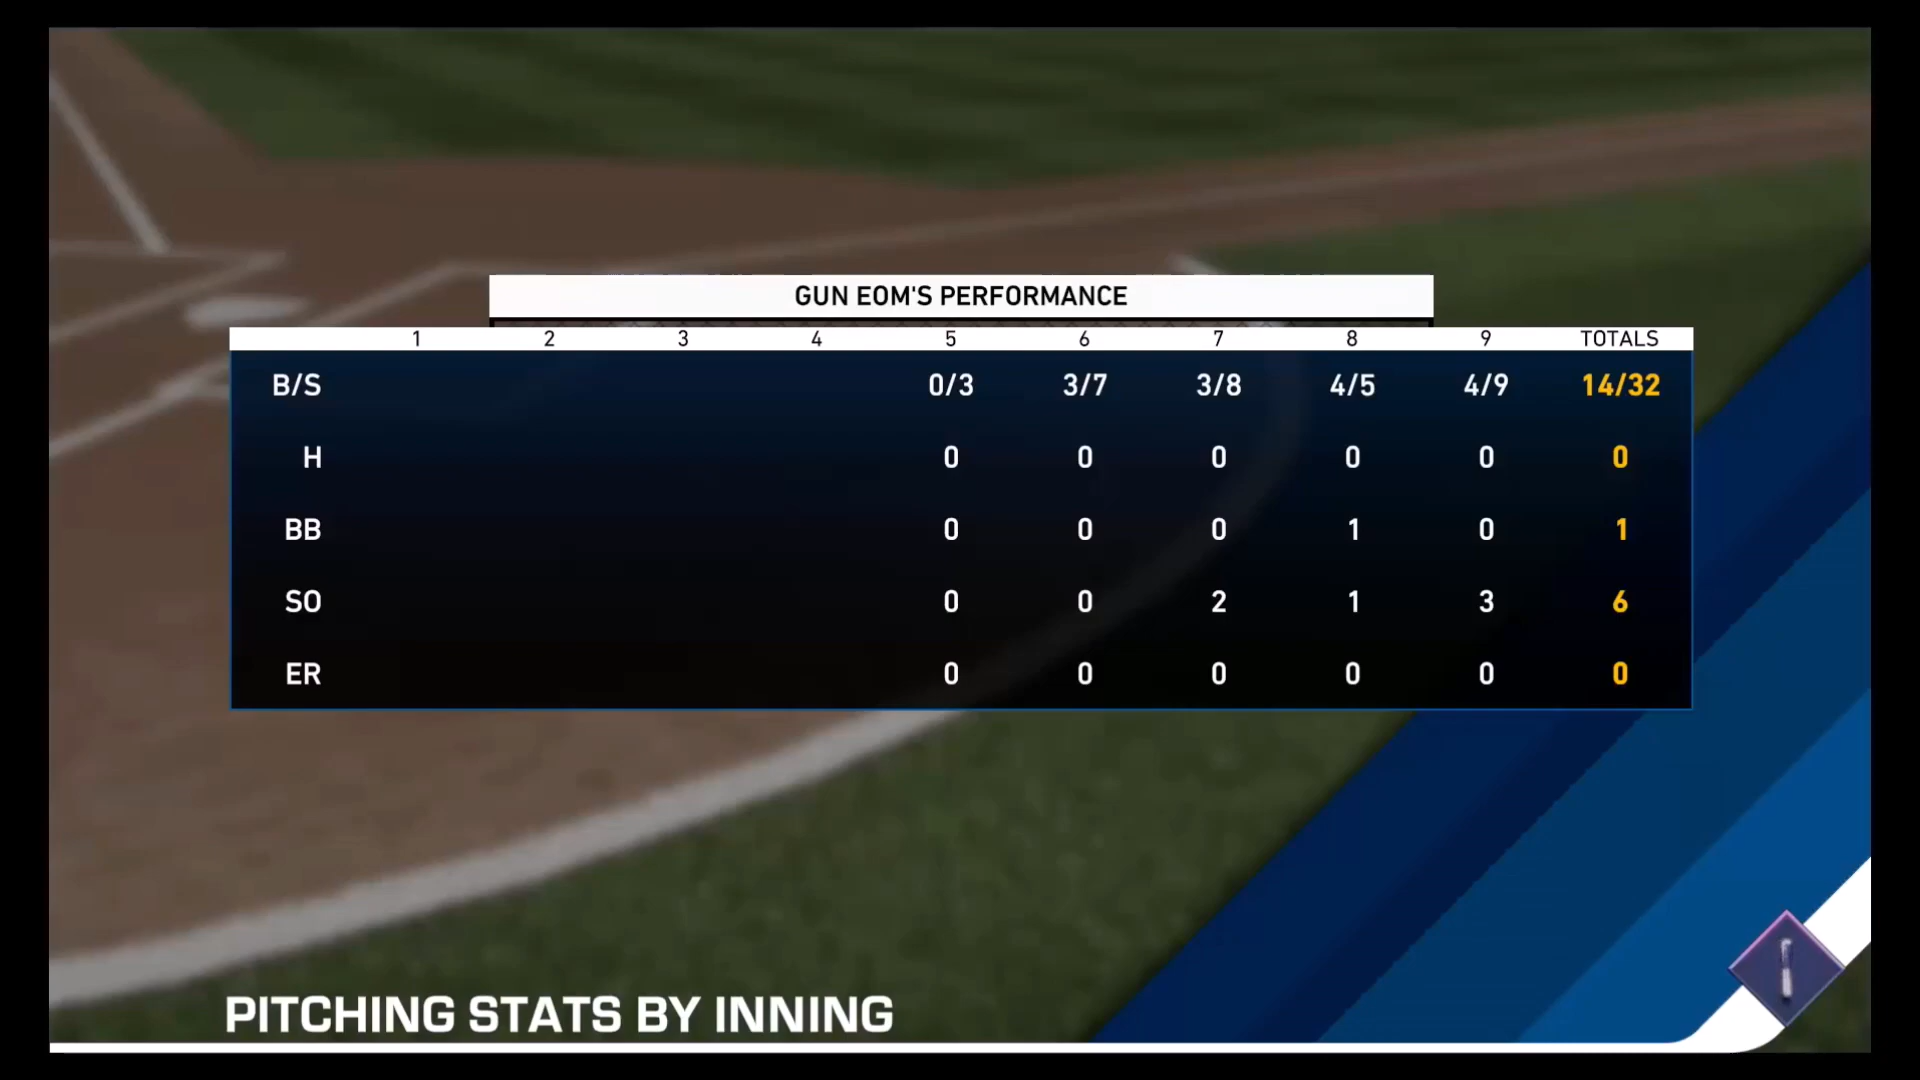 GUN EOM'S PERFORMANCE
1 2 3 4 5 6 7 8 9 TOTALS
B/S 0/3 3/7 3/8 4/5 4/9 14/32
H 0 0 0 0 0 0
BB 0 0 0 1 0 1
SO 0 0 2 1 3 6
ER 0 0 0 0 0 0
PITCHING STATS BY INNING